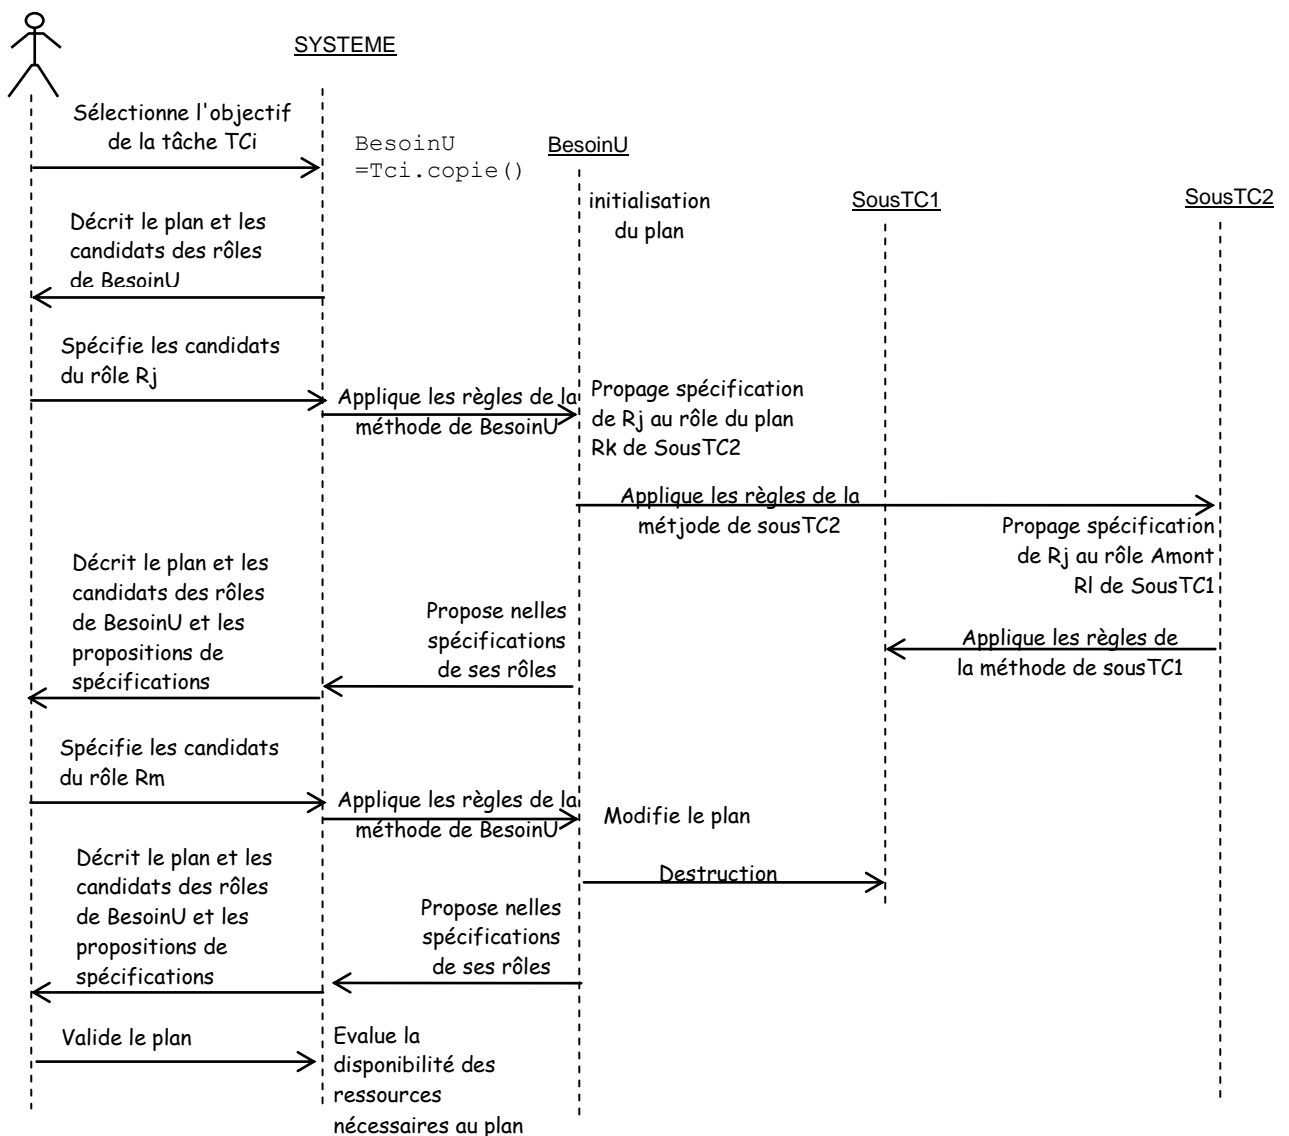 SYSTEME
Sélectionne l'objectif
de la tâche TCi
BesoinU
=Tci.copie()
BesoinU
initialisation
du plan
SousTC1
SousTC2
Décrit le plan et les
candidats des rôles
de BesoinU
Spécifie les candidats
du rôle Rj
Applique les règles de la
méthode de BesoinU
Propage spécification
de Rj au rôle du plan
Rk de SousTC2
Applique les règles de la
métjode de sousTC2
Propage spécification
de Rj au rôle Amont
Rl de SousTC1
Décrit le plan et les
candidats des rôles
de BesoinU et les
propositions de
spécifications
Propose nelles
spécifications
de ses rôles
Applique les règles de
la méthode de sousTC1
Spécifie les candidats
du rôle Rm
Applique les règles de la
méthode de BesoinU
Modifie le plan
Décrit le plan et les
candidats des rôles
de BesoinU et les
propositions de
spécifications
Destruction
Propose nelles
spécifications
de ses rôles
Valide le plan
Evalue la
disponibilité des
ressources
nécessaires au plan